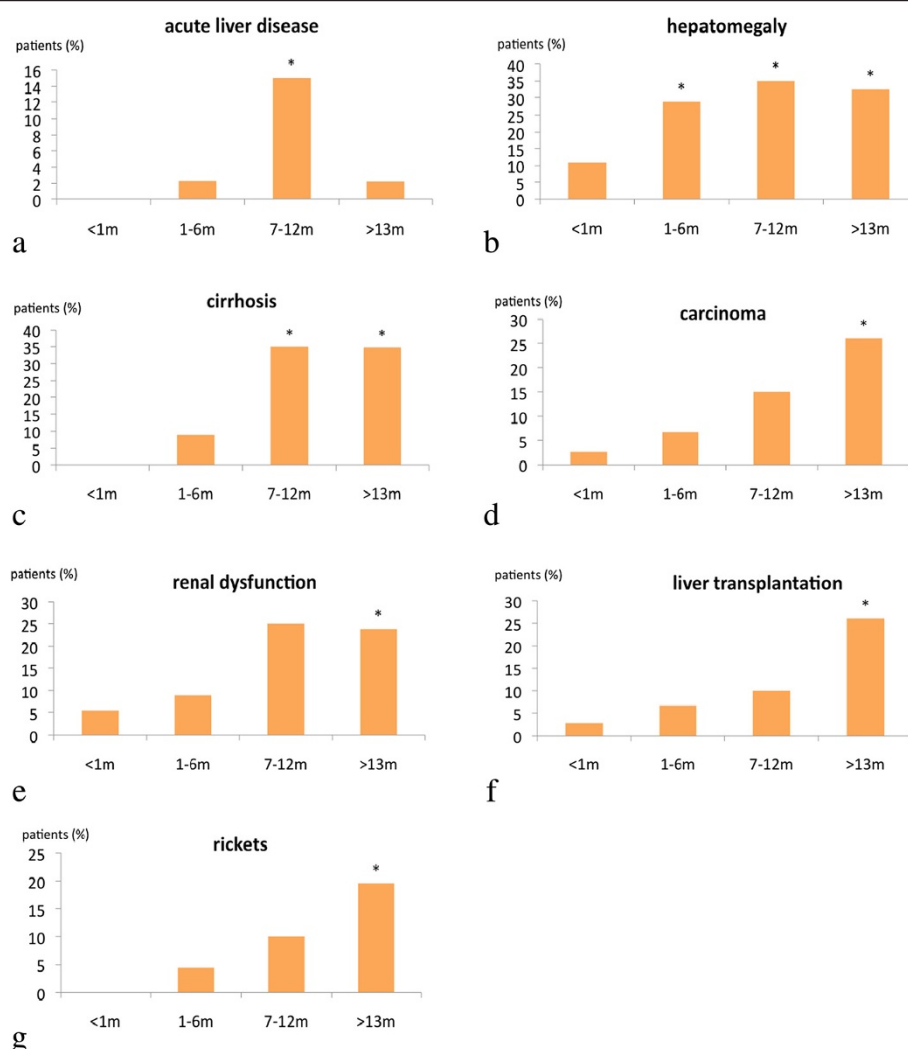 acute liver disease
patients (%)
16
14
12
10
8
6
4
2
0
*
<1m 1-6m 7-12m >13m
a
hepatomegaly
patients (%)
40
35
30
25
20
15
10
5
0
* * *
<1m 1-6m 7-12m >13m
b
cirrhosis
patients (%)
40
35
30
25
20
15
10
5
0
* *
<1m 1-6m 7-12m >13m
c
carcinoma
patients (%)
30
25
20
15
10
5
0
*
<1m 1-6m 7-12m >13m
d
renal dysfunction
patients (%)
30
25
20
15
10
5
0
*
<1m 1-6m 7-12m >13m
e
liver transplantation
patients (%)
30
25
20
15
10
5
0
*
<1m 1-6m 7-12m >13m
f
rickets
patients (%)
25
20
15
10
5
0
*
<1m 1-6m 7-12m >13m
g